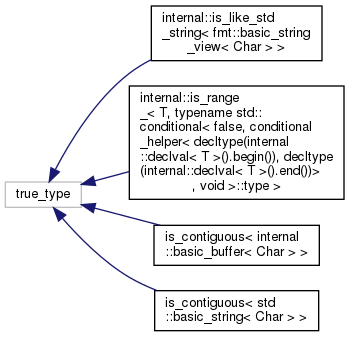 internal::is_like_std
_string< fmt::basic_string
_view< Char > >
internal::is_range
_< T, typename std::
conditional< false, conditional
_helper< decltype(internal
::declval< T >().begin()), decltype
(internal::declval< T >().end())>
, void >::type >
true_type
is_contiguous< internal
::basic_buffer< Char > >
is_contiguous< std
::basic_string< Char > >